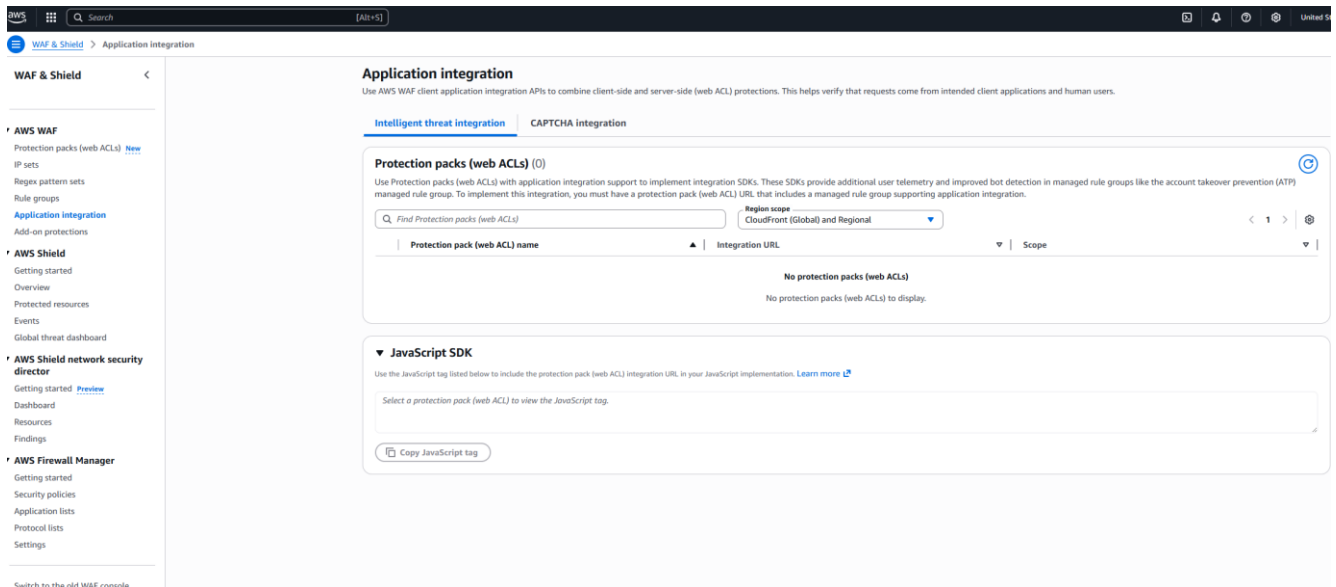 aws
Search
[Alt+S]
United St
WAF & Shield > Application integration
WAF & Shield
AWS WAF
Protection packs (web ACLs) New
IP sets
Regex pattern sets
Rule groups
Application integration
Add-on protections
AWS Shield
Getting started
Overview
Protected resources
Events
Global threat dashboard
AWS Shield network security
director
Getting started Preview
Dashboard
Resources
Findings
AWS Firewall Manager
Getting started
Security policies
Application lists
Protocol lists
Settings
Switch to the old WAF console
Application integration
Use AWS WAF client application integration APIs to combine client-side and server-side (web ACL) protections. This helps verify that requests come from intended client applications and human users.
Intelligent threat integration
CAPTCHA integration
Protection packs (web ACLs) (0)
Use Protection packs (web ACLs) with application integration support to implement integration SDKs. These SDKs provide additional user telemetry and improved bot detection in managed rule groups like the account takeover prevention (ATP)
managed rule group. To implement this integration, you must have a protection pack (web ACL) URL that includes a managed rule group supporting application integration.
Find Protection packs (web ACLs)
Region scope
CloudFront (Global) and Regional
< 1 >
Protection pack (web ACL) name
Integration URL
Scope
No protection packs (web ACLs)
No protection packs (web ACLs) to display.
JavaScript SDK
Use the JavaScript tag listed below to include the protection pack (web ACL) integration URL in your JavaScript implementation. Learn more
Select a protection pack (web ACL) to view the JavaScript tag.
Copy JavaScript tag